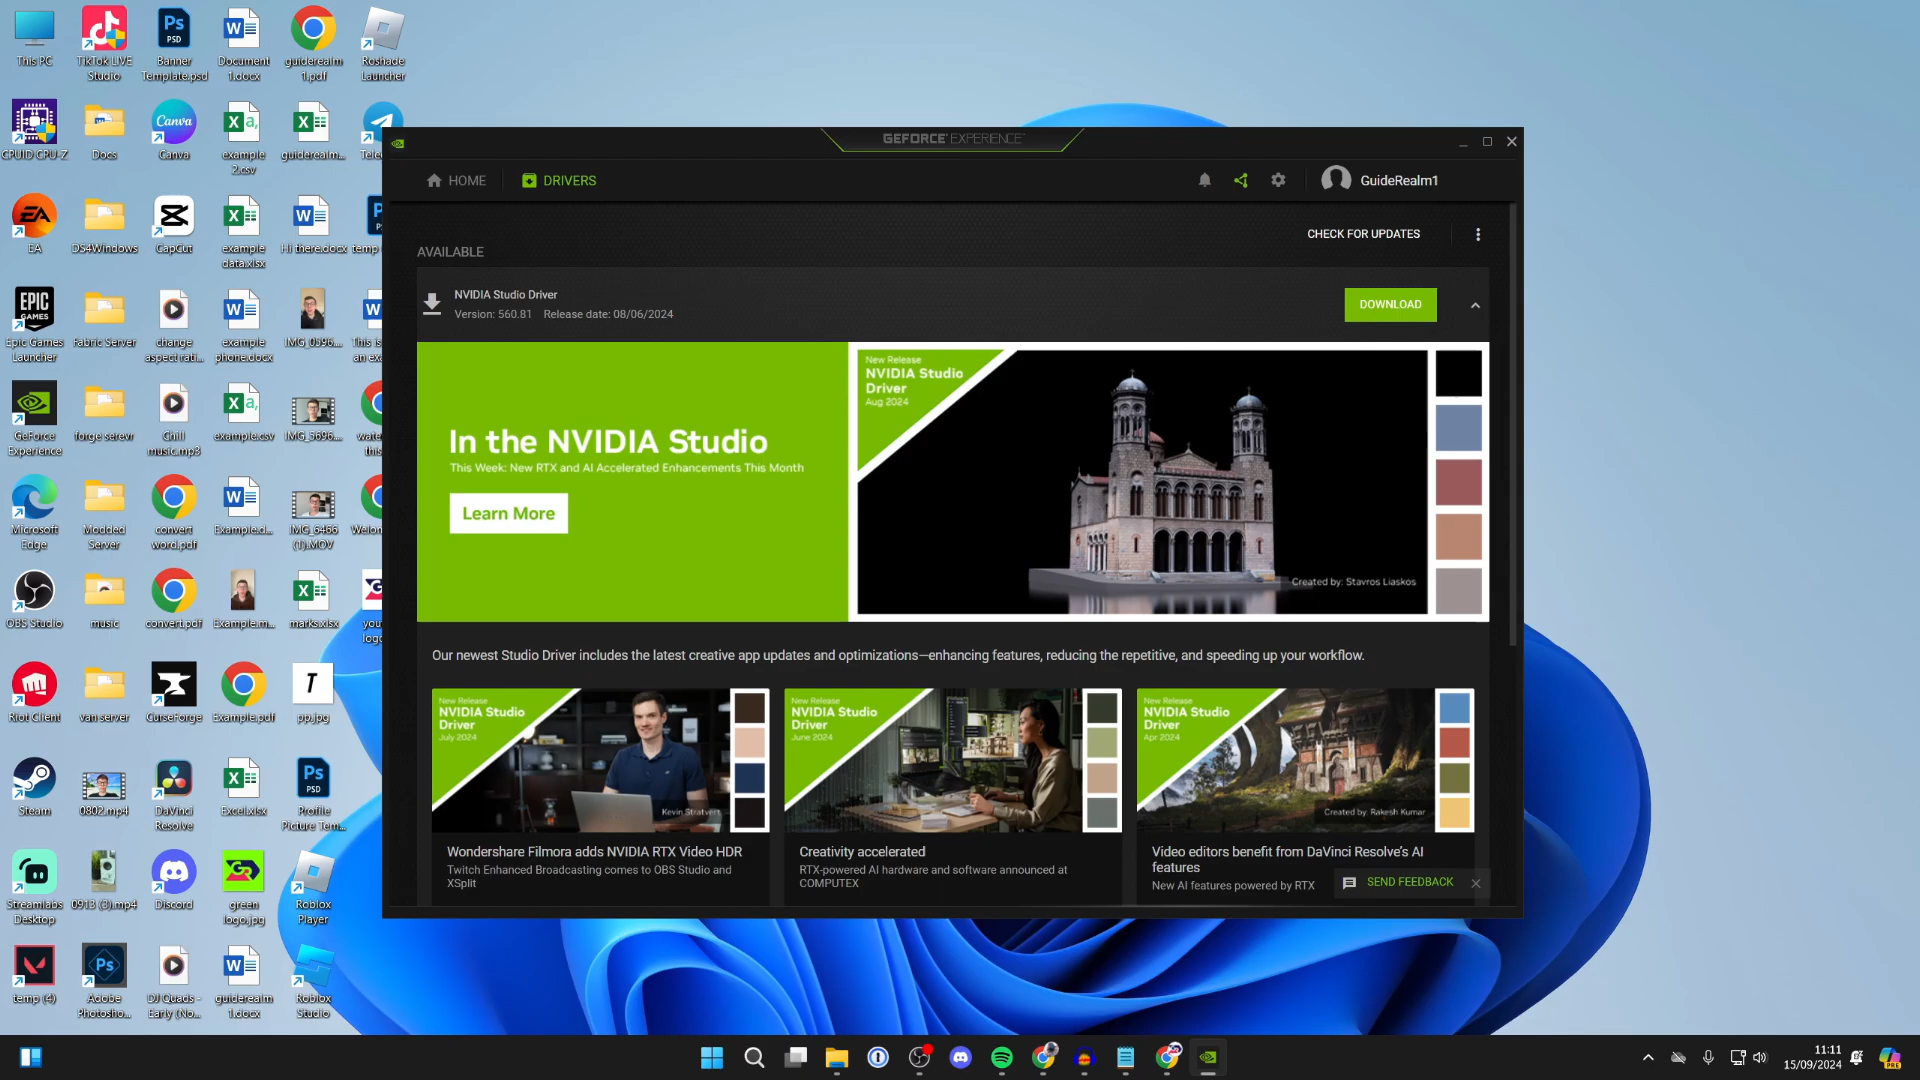 This PC
TikTok LIVE
Studio
Banner
Template.psd
Document
1.docx
guiderealm
1.pdf
Roshade
Launcher
CPUID CPU-Z
Docs
Canva
example
2.csv
guiderealm...
EA
DS4Windows
CapCut
example
data.xlsx
Hi there.docx
Epic Games
Launcher
Fabric Server
change
aspect rati...
example
phone.docx
IMG_0596...
GeForce
Experience
forge serevr
Chill
music.mp3
example.csv
IMG_5696...
Microsoft
Edge
Modded
Server
convert
word.pdf
Example.d...
IMG_6466
(1).MOV
OBS Studio
music
convert.pdf
Example.m...
marks.xlsx
Riot Client
van server
CurseForge
Example.pdf
pp.jpg
Steam
0802.mp4
DaVinci
Resolve
Excel.xlsx
Profile
Picture Tem...
Streamlabs
Desktop
0913 (3).mp4
Discord
green
logo.jpg
Roblox
Player
temp (4)
Adobe
Photosho...
DJ Quads -
Early (No...
guiderealm
1.docx
Roblox
Studio
GEFORCE EXPERIENCE
HOME
DRIVERS
GuideRealm1
CHECK FOR UPDATES
AVAILABLE
NVIDIA Studio Driver
Version: 560.81 Release date: 08/06/2024
DOWNLOAD
In the NVIDIA Studio
This Week: New RTX and AI Accelerated Enhancements This Month
Learn More
New Release
NVIDIA Studio
Driver
Aug 2024
Created by: Stavros Liaskos
Our newest Studio Driver includes the latest creative app updates and optimizations—enhancing features, reducing the repetitive, and speeding up your workflow.
New Release
NVIDIA Studio
Driver
July 2024
Kevin Stratvert
Wondershare Filmora adds NVIDIA RTX Video HDR
Twitch Enhanced Broadcasting comes to OBS Studio and
XSplit
New Release
NVIDIA Studio
Driver
June 2024
Creativity accelerated
RTX-powered AI hardware and software announced at
COMPUTEX
New Release
NVIDIA Studio
Driver
Apr 2024
Created by: Rakesh Kumar
Video editors benefit from DaVinci Resolve's AI
features
New AI features powered by RTX
SEND FEEDBACK
11:11
15/09/2024